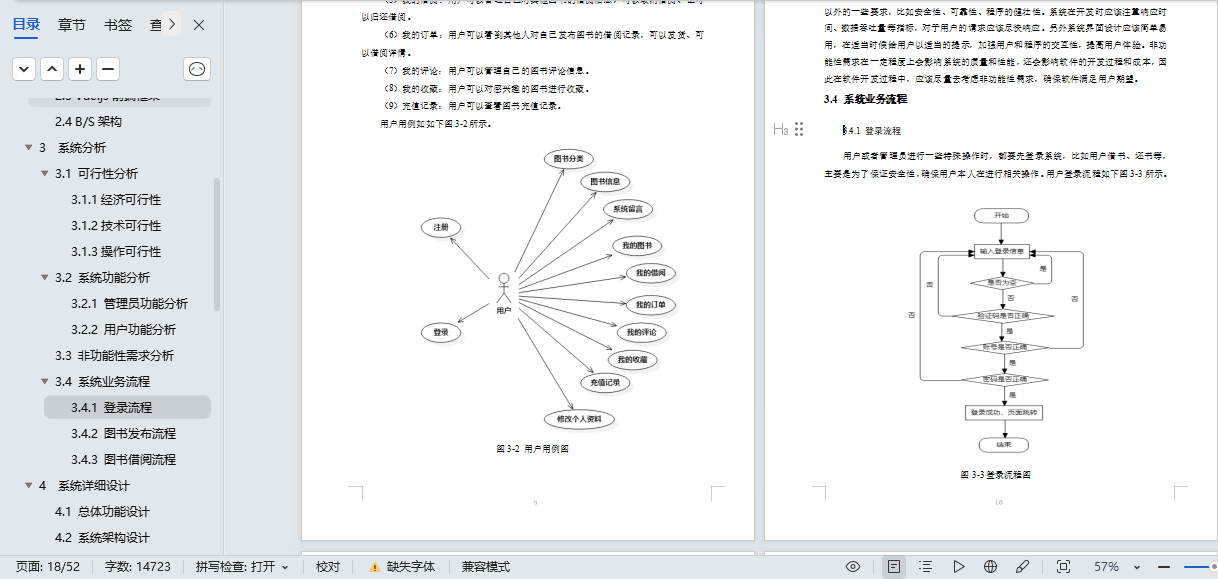 目录 章节 书签 查
2.4 B/S 架构
3 系统分析
3.1 可行性分析
3.1.1 经济可行性
3.1.2 技术可行性
3.1.3 操作可行性
3.2 系统功能分析
3.2.1 管理员功能分析
3.2.2 用户功能分析
3.3 非功能性需求分析
3.4 系统业务流程
3.4.1 登录流程
3.4.2 图书发布流程
3.4.3 图书借阅流程
4 系统详细设计
4.1 总体功能设计
4.2 系统架构设计
以归还借阅。
(6) 我的订单：用户可以看到其他人对自己发布图书的借阅记录，可以发货、可
以借阅详情。
(7) 我的评论：用户可以管理自己的图书评论信息。
(8) 我的收藏：用户可以对感兴趣的图书进行收藏。
(9) 充值记录：用户可以查看图书充值记录。
用户用例如如下图 3-2 所示。
图书分类
图书信息
系统留言
注册
我的图书
我的借阅
我的订单
用户
登录
我的评论
我的收藏
充值记录
修改个人资料
图 3-2 用户用例图
9
以外的一些要求，比如安全性、可靠性、程序的健壮性。系统在开发时应该注重响应时
间、数据吞吐量等指标，对于用户的请求应该尽快响应。另外系统界面设计应该简单易
用，在适当时候给用户以适当的提示，加强用户和程序的交互性，提高用户体验。非功
能性需求在一定程度上会影响系统的质量和性能，还会影响软件的开发过程和成本，因
此在软件开发过程中，应该尽量去考虑非功能性需求，确保软件满足用户期望。
3.4 系统业务流程
H3
3.4.1 登录流程
用户或者管理员进行一些特殊操作时，都要先登录系统，比如用户借书、还书等，
主要是为了保证安全性，确保用户本人在进行相关操作。用户登录流程如下图 3-3 所示。
开始
输入登录信息
是
是否为空
否
否
否
验证码是否正确
否
是
账号是否正确
是
密码是否正确
是
登录成功，页面跳转
结束
图 3-3 登录流程图
10
页面: 18/52 字数: 14723 拼写检查: 打开 校对 缺失字体 兼容模式 57%